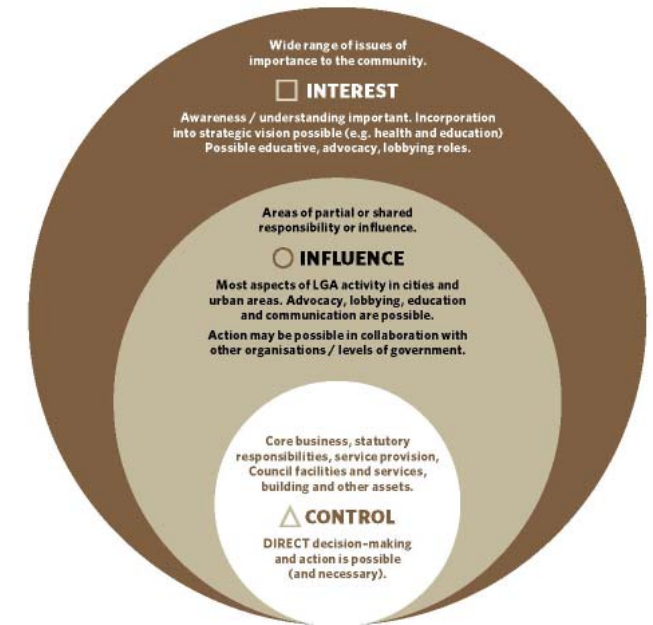 Wide range of issues of
importance to the community.
INTEREST
Awareness / understanding important. Incorporation
into strategic vision possible (e.g. health and education)
Possible educative, advocacy, lobbying roles.
Areas of partial or shared
responsibility or influence.
INFLUENCE
Most aspects of LGA activity in cities and
urban areas. Advocacy, lobbying, education
and communication are possible.
Action may be possible in collaboration with
other organisations / levels of government.
Core business, statutory
responsibilities, service provision,
Council facilities and services,
building and other assets.
CONTROL
DIRECT decision-making
and action is possible
(and necessary).